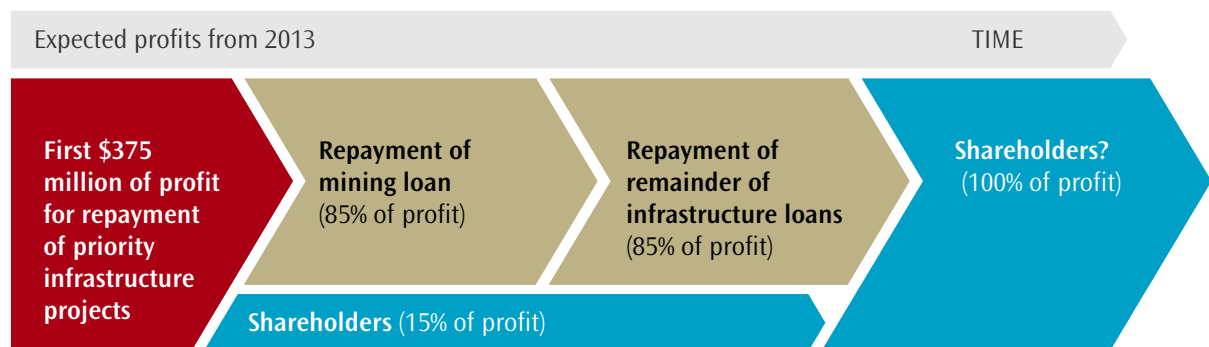 Expected profits from 2013
TIME
First $375
million of profit
for repayment
of priority
infrastructure
projects
Repayment of
mining loan
(85% of profit)
Repayment of
remainder of
infrastructure loans
(85% of profit)
Shareholders?
(100% of profit)
Shareholders (15% of profit)